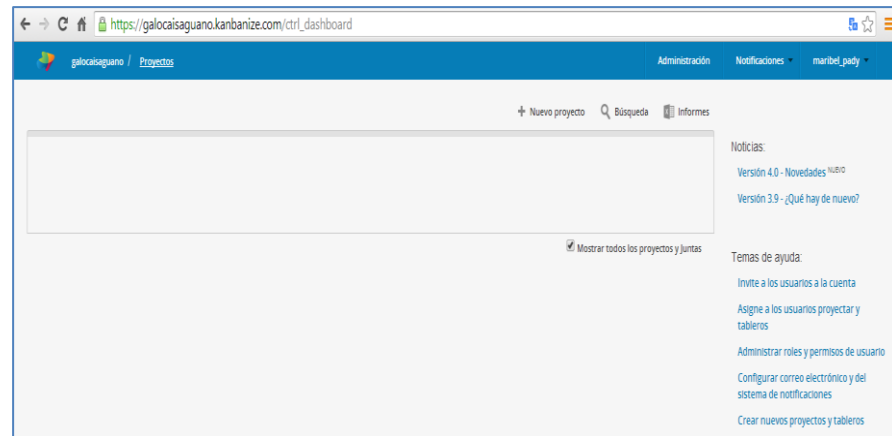 https://galocaisaguano.kanbanize.com/ctrl_dashboard
galocaisaguano / Proyectos Administración Notificaciones maribel_pady
Nuevo proyecto Búsqueda Informes
Noticias:
Versión 4.0 - Novedades NUEVO
Versión 3.9 - ¿Qué hay de nuevo?
Mostrar todos los proyectos y Juntas
Temas de ayuda:
Invite a los usuarios a la cuenta
Asigne a los usuarios proyectar y
tableros
Administrar roles y permisos de usuario
Configurar correo electrónico y del
sistema de notificaciones
Crear nuevos proyectos y tableros